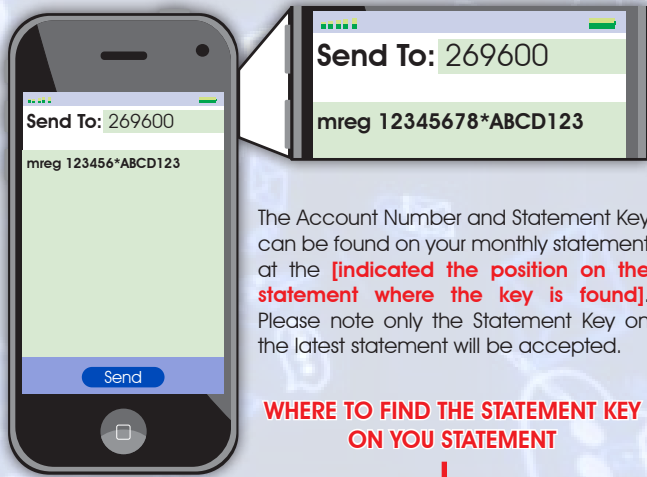 Send To: 269600
mreg 123456*ABCD123
Send
Send To: 269600
mreg 12345678*ABCD123
The Account Number and Statement Key
can be found on your monthly statement
at the [indicated the position on the
statement where the key is found].
Please note only the Statement Key on
the latest statement will be accepted.
WHERE TO FIND THE STATEMENT KEY
ON YOU STATEMENT